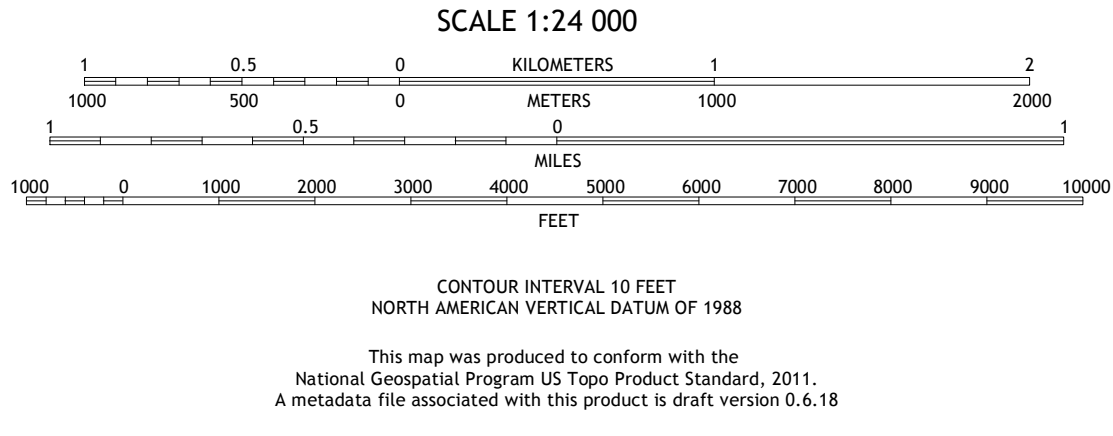 SCALE 1:24 000
1 0.5 0 KILOMETERS 1 2
1000 500 0 METERS 1000 2000
1 0.5 0 1
MILES
1000 0 1000 2000 3000 4000 5000 6000 7000 8000 9000 10000
FEET
CONTOUR INTERVAL 10 FEET
NORTH AMERICAN VERTICAL DATUM OF 1988
This map was produced to conform with the
National Geospatial Program US Topo Product Standard, 2011.
A metadata file associated with this product is draft version 0.6.18